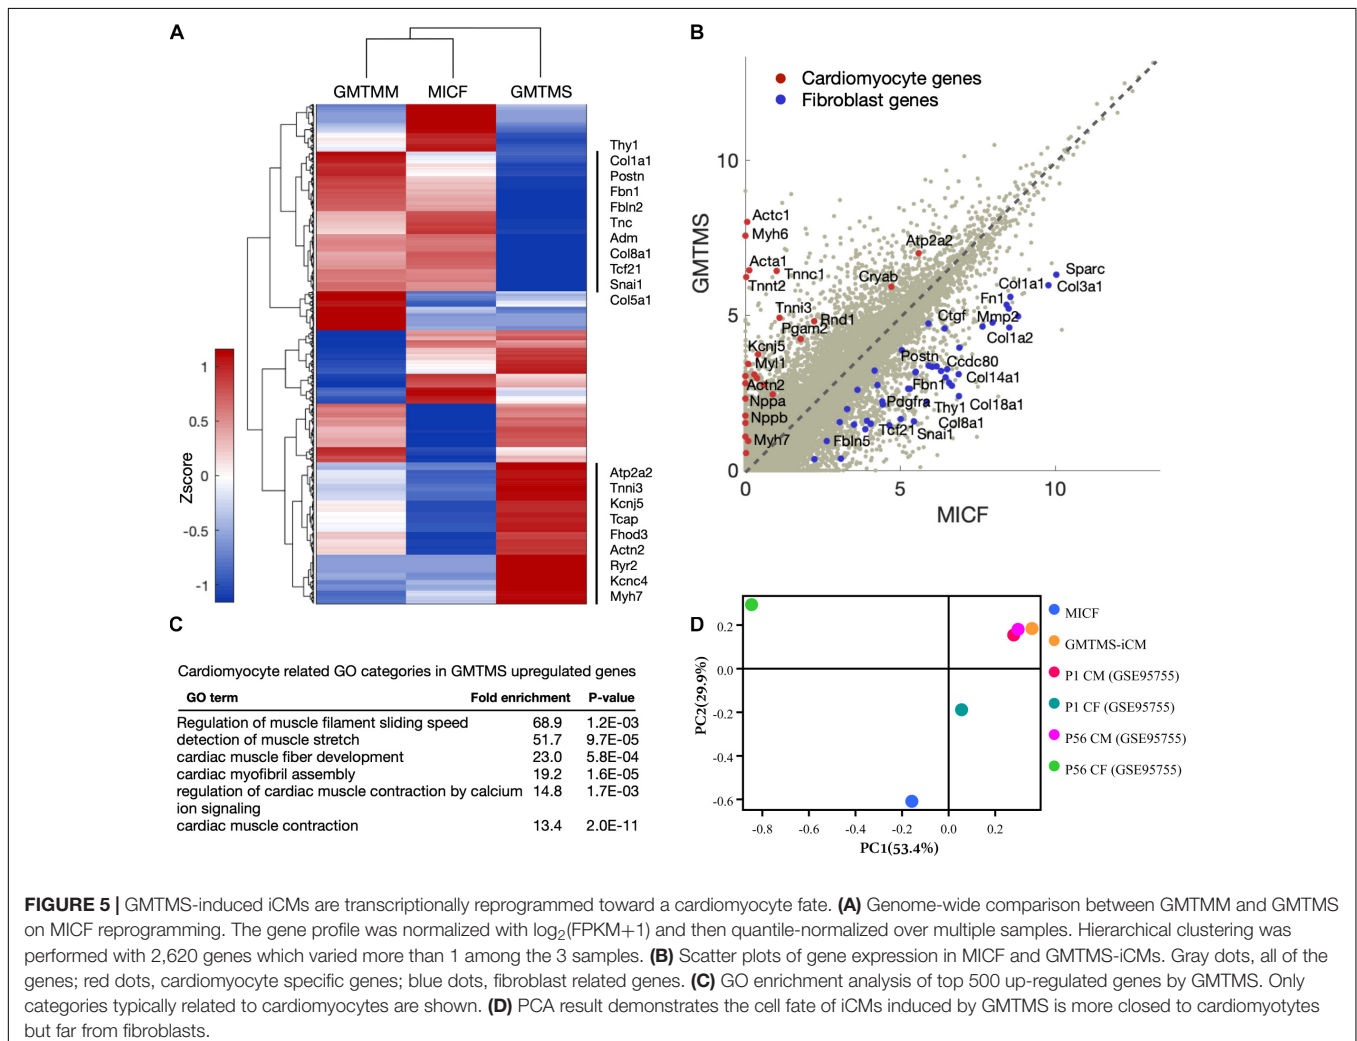 A
GMTMM MICF GMTMS
Thy1
Col1a1
Postn
Fbn1
Fbln2
Tnc
Adm
Col8a1
Tcf21
Snai1
Col5a1
Atp2a2
Tnni3
Kcnj5
Tcap
Fhod3
Actn2
Ryr2
Kcnc4
Myh7
Zscore
1
0.5
0
-0.5
-1
B
Cardiomyocyte genes
Fibroblast genes
GMTMS
10
5
0
Actc1
Myh6
Acta1
Tnnc1
Tnnt2
Atp2a2
Cryab
Tnni3
Rnd1
Pgam2
Kcnj5
Myl1
Actn2
Nppa
Nppb
Myh7
Sparc
Col1a1
Col3a1
Fn1
Ctgf
Mmp2
Col1a2
Postn
Ccdc80
Col14a1
Fbn1
Pdgfra
Thy1
Col18a1
Col8a1
Tcf21
Snai1
Fbln5
0 5 10
MICF
C
Cardiomyocyte related GO categories in GMTMS upregulated genes
GO term Fold enrichment P-value
Regulation of muscle filament sliding speed 68.9 1.2E-03
detection of muscle stretch 51.7 9.7E-05
cardiac muscle fiber development 23.0 5.8E-04
cardiac myofibril assembly 19.2 1.6E-05
regulation of cardiac muscle contraction by calcium 14.8 1.7E-03
ion signaling
cardiac muscle contraction 13.4 2.0E-11
D
PC2(29.9%)
0.2
0.0
-0.2
-0.4
-0.6
-0.8 -0.6 -0.4 -0.2 0.0 0.2
PC1(53.4%)
MICF
GMTMS-iCM
P1 CM (GSE95755)
P1 CF (GSE95755)
P56 CM (GSE95755)
P56 CF (GSE95755)
FIGURE 5 | GMTMS-induced iCMs are transcriptionally reprogrammed toward a cardiomyocyte fate. (A) Genome-wide comparison between GMTMM and GMTMS
on MICF reprogramming. The gene profile was normalized with log2(FPKM+1) and then quantile-normalized over multiple samples. Hierarchical clustering was
performed with 2,620 genes which varied more than 1 among the 3 samples. (B) Scatter plots of gene expression in MICF and GMTMS-iCMs. Gray dots, all of the
genes; red dots, cardiomyocyte specific genes; blue dots, fibroblast related genes. (C) GO enrichment analysis of top 500 up-regulated genes by GMTMS. Only
categories typically related to cardiomyocytes are shown. (D) PCA result demonstrates the cell fate of iCMs induced by GMTMS is more closed to cardiomyotytes
but far from fibroblasts.